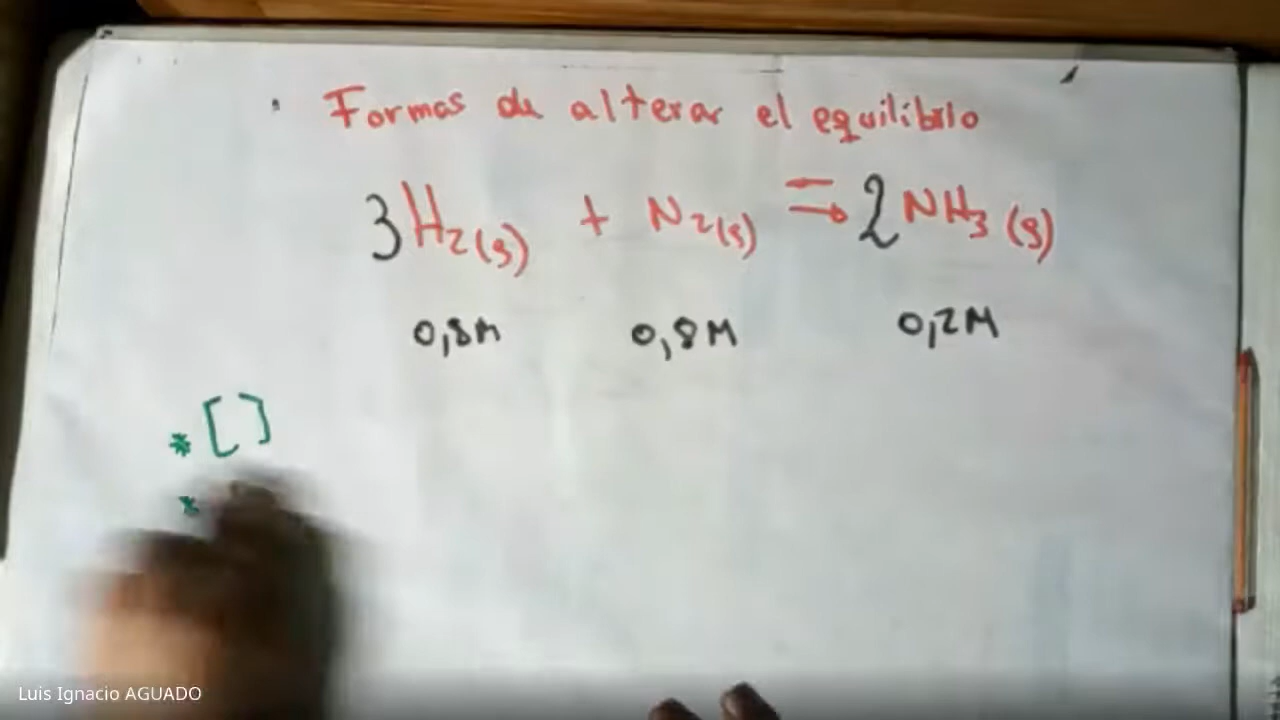 Formas de alterar el equilibrio
3H2(g) + N2(g) ⇌ 2NH3(g)
0,8M 0,8M 0,2M
* []
*
Luis Ignacio AGUADO